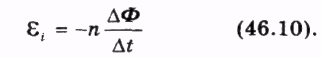 ℰᵢ = −n ΔΦ/Δt (46.10).